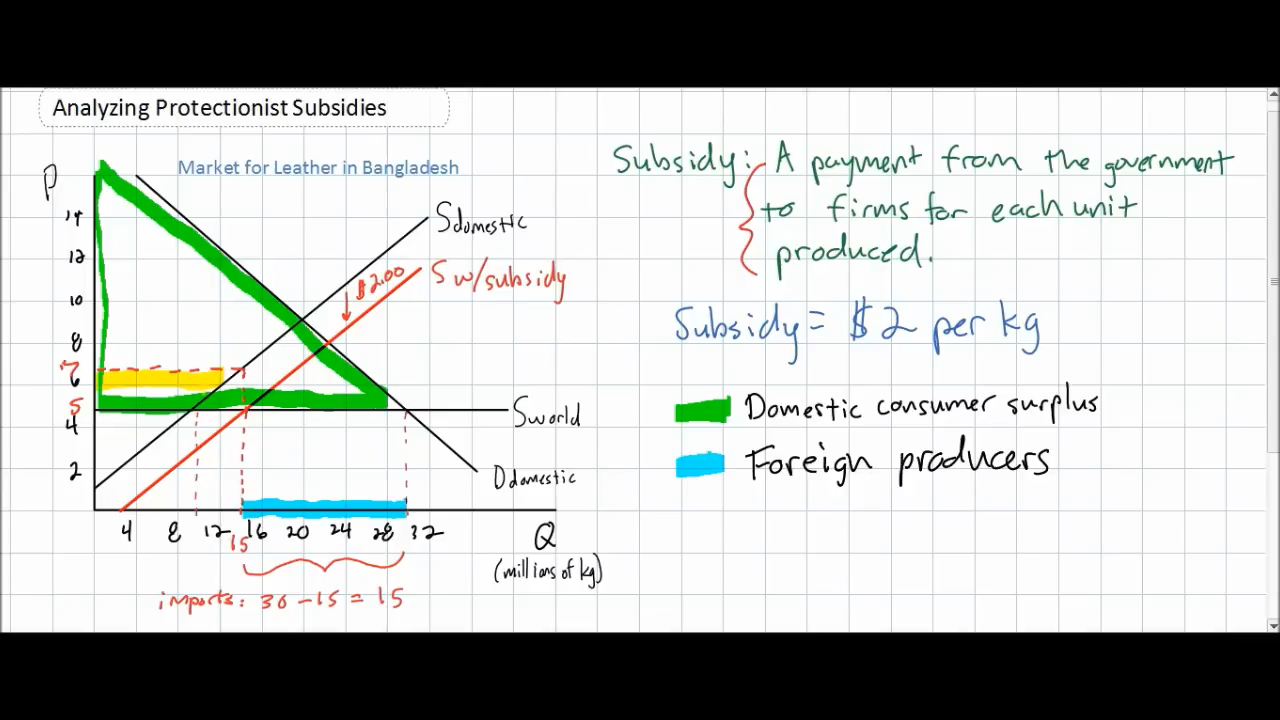 Analyzing Protectionist Subsidies
Market for Leather in Bangladesh
P
14
12
10
8
7
6
5
4
2
Sdomestic
$2.00
S w/subsidy
Sworld
Ddomestic
4 8 12 15 16 20 24 28 32
Q
(millions of kg)
imports: 30 - 15 = 15
Subsidy: A payment from the government
to firms for each unit
produced.
Subsidy = $2 per kg
Domestic consumer surplus
Foreign producers